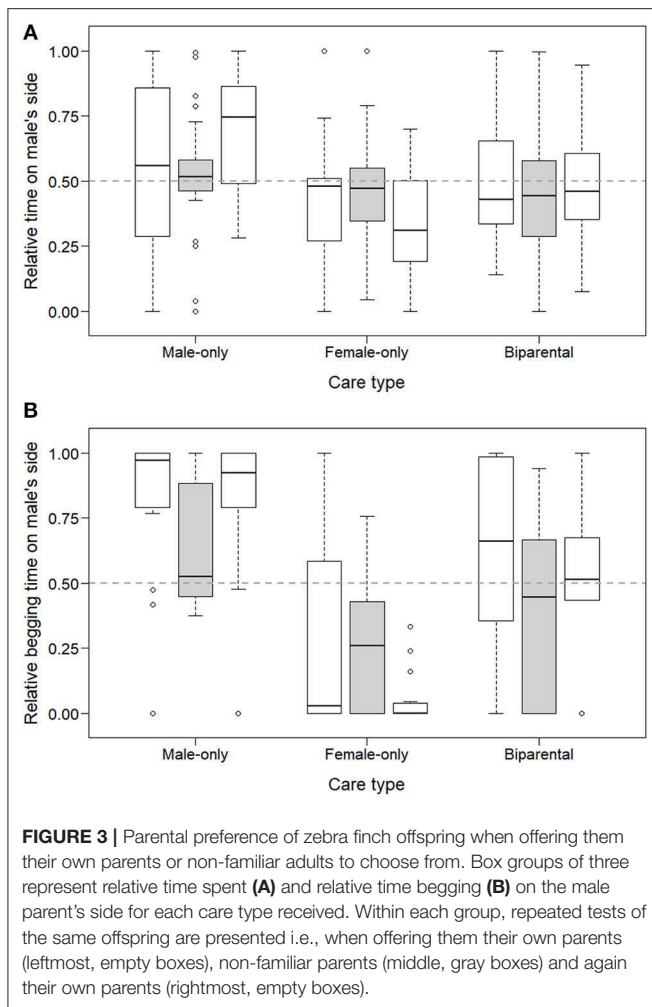 A
1.00
0.75
0.50
0.25
0.00
Relative time on male's side
Male-only Female-only Biparental
Care type
B
1.00
0.75
0.50
0.25
0.00
Relative begging time on male's side
Male-only Female-only Biparental
Care type
FIGURE 3 | Parental preference of zebra finch offspring when offering them
their own parents or non-familiar adults to choose from. Box groups of three
represent relative time spent (A) and relative time begging (B) on the male
parent's side for each care type received. Within each group, repeated tests of
the same offspring are presented i.e., when offering them their own parents
(leftmost, empty boxes), non-familiar parents (middle, gray boxes) and again
their own parents (rightmost, empty boxes).